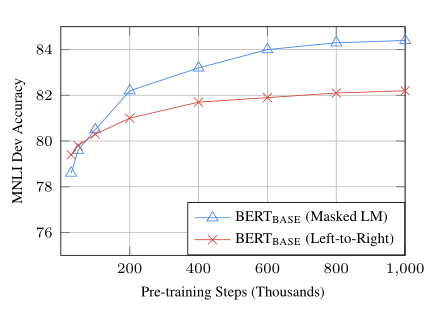 84
82
80
78
76
MNLI Dev Accuracy
BERTBASE (Masked LM)
BERTBASE (Left-to-Right)
200 400 600 800 1,000
Pre-training Steps (Thousands)